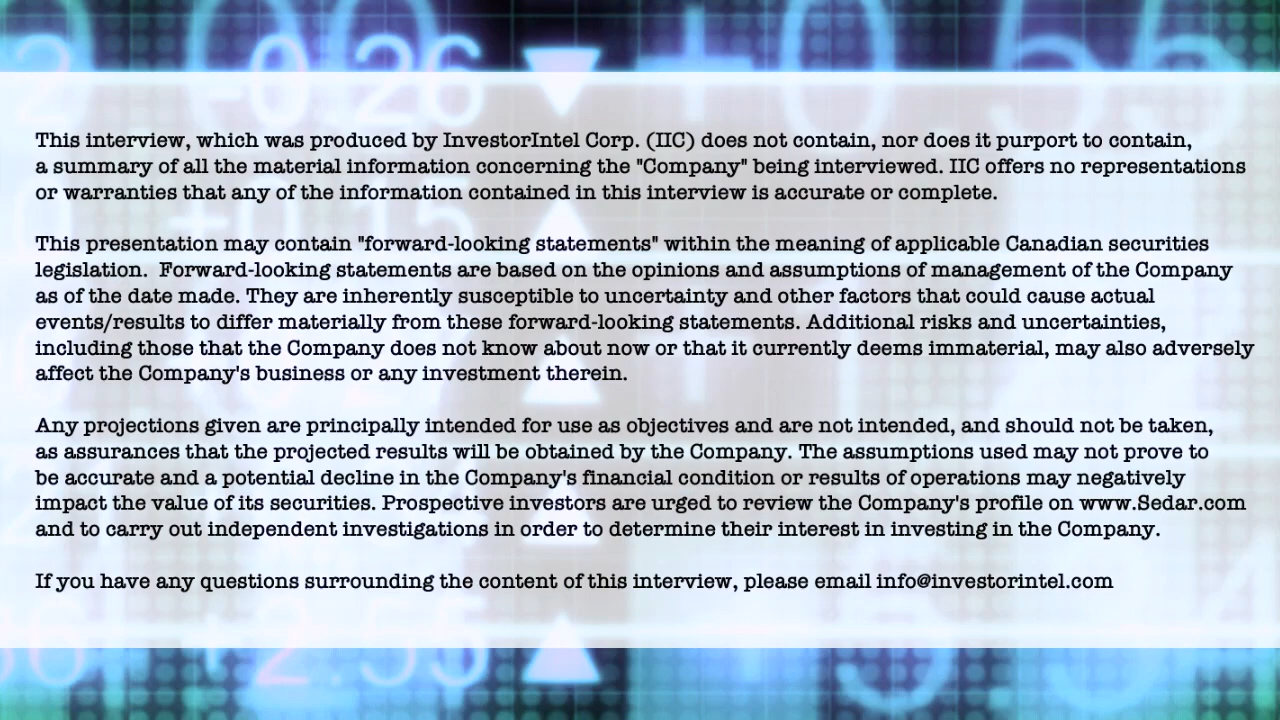 2 -0.26 ▼ + 0.55
This interview, which was produced by InvestorIntel Corp. (IIC) does not contain, nor does it purport to contain,
a summary of all the material information concerning the "Company" being interviewed. IIC offers no representations
or warranties that any of the information contained in this interview is accurate or complete.
This presentation may contain "forward-looking statements" within the meaning of applicable Canadian securities
legislation.  Forward-looking statements are based on the opinions and assumptions of management of the Company
as of the date made. They are inherently susceptible to uncertainty and other factors that could cause actual
events/results to differ materially from these forward-looking statements. Additional risks and uncertainties,
including those that the Company does not know about now or that it currently deems immaterial, may also adversely
affect the Company's business or any investment therein.
Any projections given are principally intended for use as objectives and are not intended, and should not be taken,
as assurances that the projected results will be obtained by the Company. The assumptions used may not prove to
be accurate and a potential decline in the Company's financial condition or results of operations may negatively
impact the value of its securities. Prospective investors are urged to review the Company's profile on www.Sedar.com
and to carry out independent investigations in order to determine their interest in investing in the Company.
If you have any questions surrounding the content of this interview, please email info@investorintel.com
+2.55 ▲